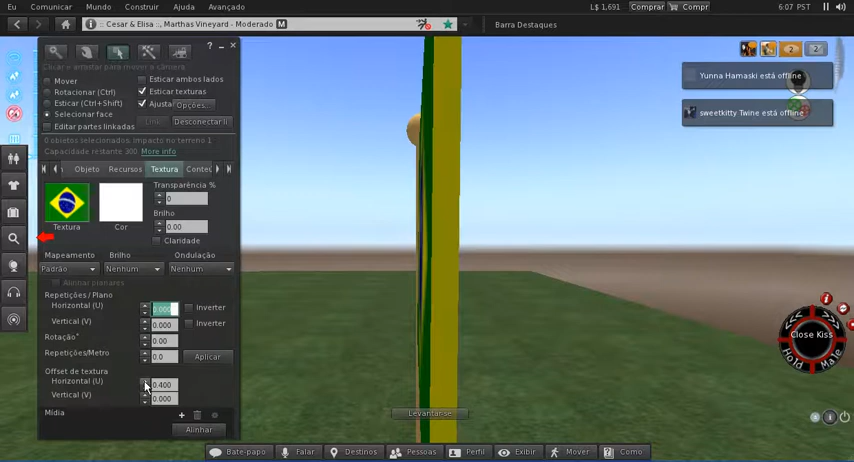 Eu Comunicar Mundo Construir Ajuda Avançado L$ 1,691 Comprar Compr 6:07 PST
:: Cesar & Elisa ::, Marthas Vineyard - Moderado M Barra Destaques
? _ ×
Clicar e arrastar para mover a câmera
Mover
Rotacionar (Ctrl)
Esticar (Ctrl+Shift)
Selecionar face
Editar partes linkadas
Esticar ambos lados
Esticar texturas
Ajusta Opções...
Link Desconectarli
0 objetos selecionados, impacto no terreno 1
Capacidade restante 300 More info
Objeto Recursos Textura Conteú
Textura Cor
Transparência %
0
Brilho
0.00
Claridade
Mapeamento Brilho Ondulação
Padrão Nenhum Nenhum
Alinhar planares
Repetições / Plano
Horizontal (U) 0.000 Inverter
Vertical (V) 0.000 Inverter
Rotação° 0.00
Repetições/Metro 0.0 Aplicar
Offset de textura
Horizontal (U) 0.400
Vertical (V) 0.000
Mídia
Alinhar
2 2
Yunna Hamaski está offline
sweetkitty Twine está offline
Close Kiss
Hold Male
Levantar-se
Bate-papo Falar Destinos Pessoas Perfil Exibir Mover Como